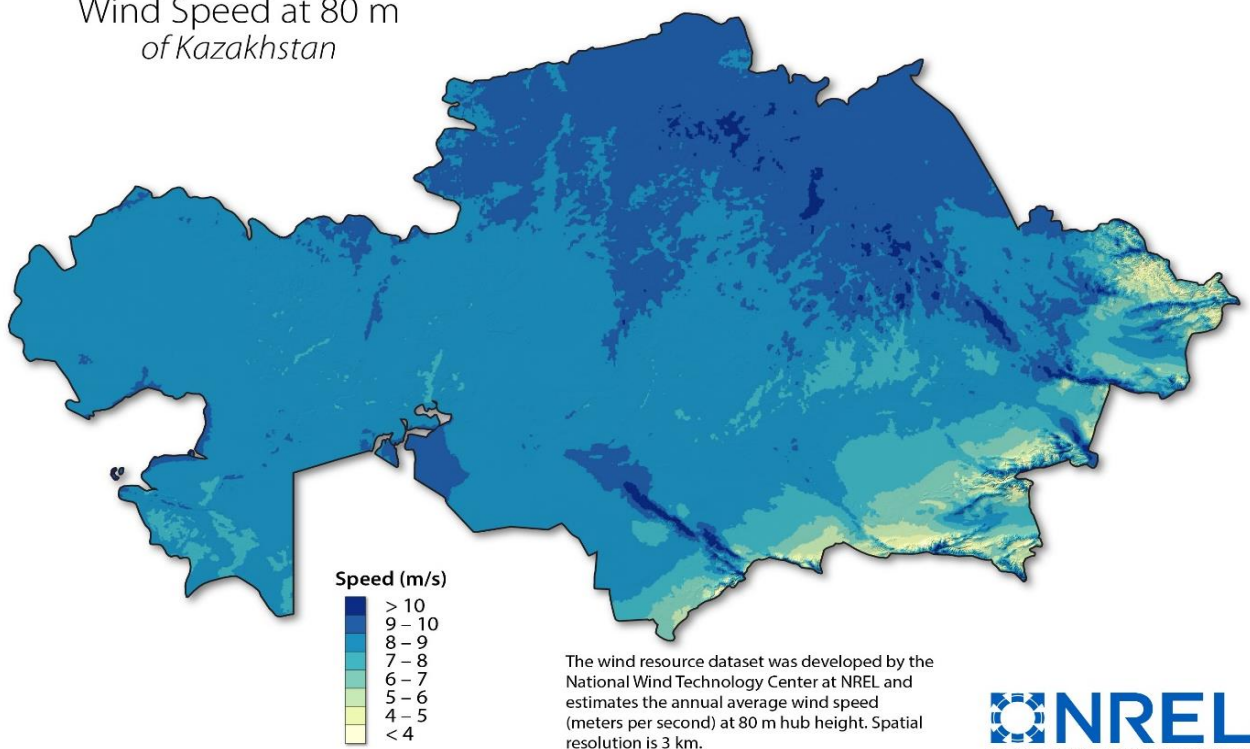 Wind Speed at 80 m
of Kazakhstan
Speed (m/s)
> 10
9 – 10
8 – 9
7 – 8
6 – 7
5 – 6
4 – 5
< 4
The wind resource dataset was developed by the
National Wind Technology Center at NREL and
estimates the annual average wind speed
(meters per second) at 80 m hub height. Spatial
resolution is 3 km.
NREL